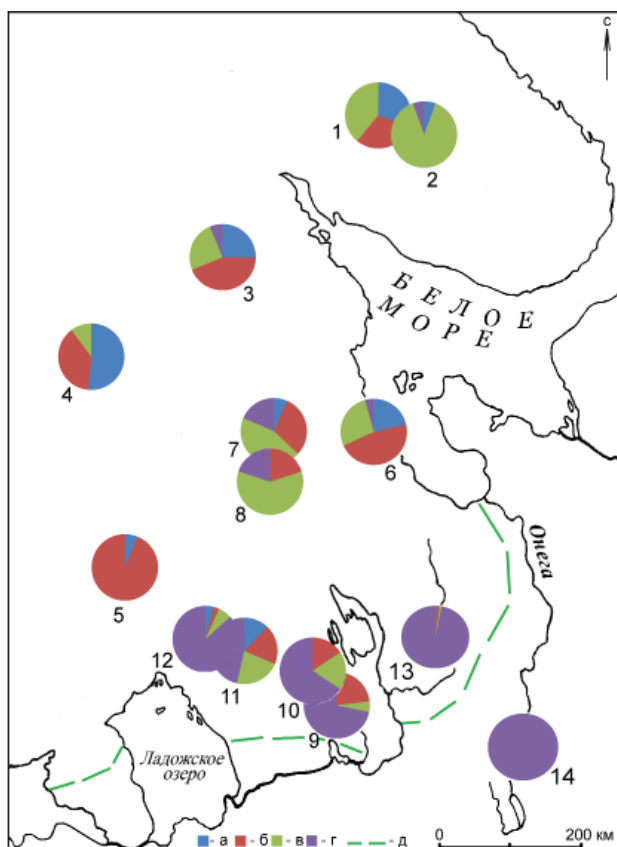 с
1
2
3
БЕЛОЕ
МОРЕ
4
7
6
8
Онега
5
12
11
13
10
9
14
Ладожское
озеро
- а - б - в - г - д
0 200 км